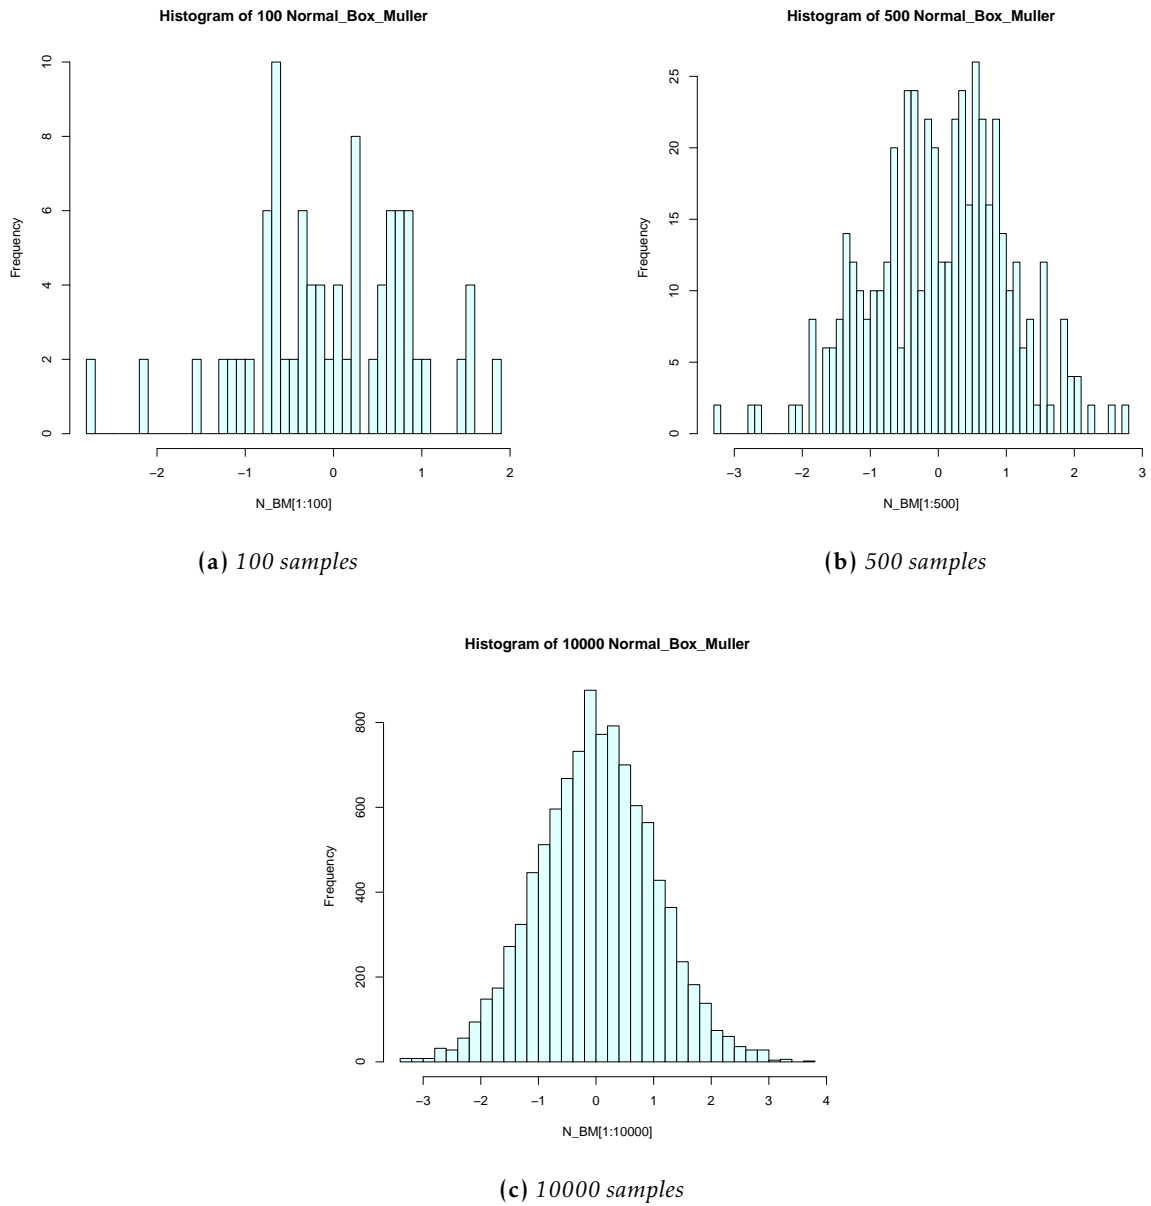 Histogram of 100 Normal_Box_Muller
Frequency
0
2
4
6
8
10
−2 −1 0 1 2
N_BM[1:100]
(a) 100 samples
Histogram of 500 Normal_Box_Muller
Frequency
0
5
10
15
20
25
−3 −2 −1 0 1 2 3
N_BM[1:500]
(b) 500 samples
Histogram of 10000 Normal_Box_Muller
Frequency
0
200
400
600
800
−3 −2 −1 0 1 2 3 4
N_BM[1:10000]
(c) 10000 samples